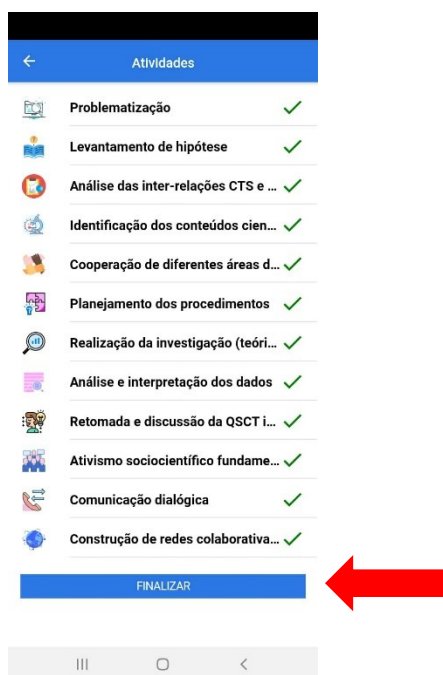 Atividades
Problematização
Levantamento de hipótese
Análise das inter-relações CTS e ...
Identificação dos conteúdos cien...
Cooperação de diferentes áreas d...
Planejamento dos procedimentos
Realização da investigação (teóri...
Análise e interpretação dos dados
Retomada e discussão da QSCT i...
Ativismo sociocientífico fundame...
Comunicação dialógica
Construção de redes colaborativa...
FINALIZAR